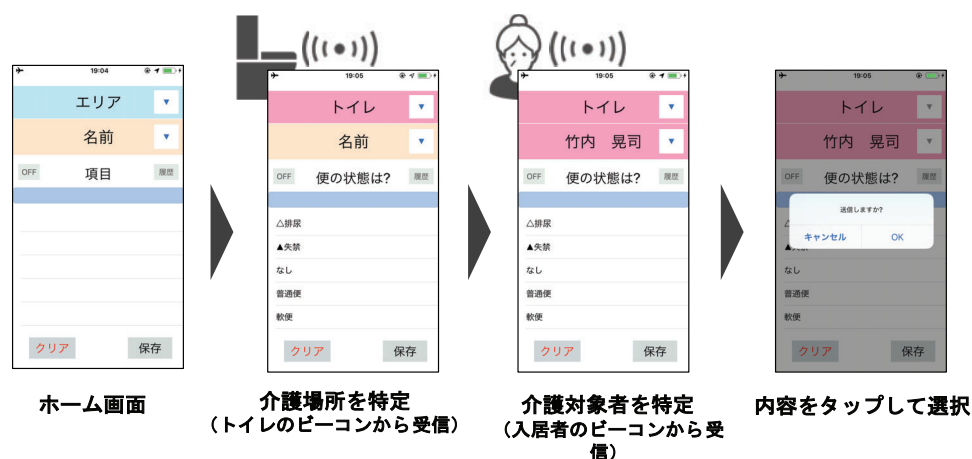 19:04
エリア
名前
OFF
項目
履歴
クリア
保存
ホーム画面
19:05
トイレ
名前
OFF
便の状態は?
履歴
△排尿
▲失禁
なし
普通便
軟便
クリア
保存
介護場所を特定
（トイレのビーコンから受信）
19:05
トイレ
竹内 晃司
OFF
便の状態は?
履歴
△排尿
▲失禁
なし
普通便
軟便
クリア
保存
介護対象者を特定
（入居者のビーコンから受
信）
19:05
トイレ
竹内 晃司
OFF
便の状態は?
履歴
送信しますか?
キャンセル
OK
なし
普通便
軟便
クリア
保存
内容をタップして選択